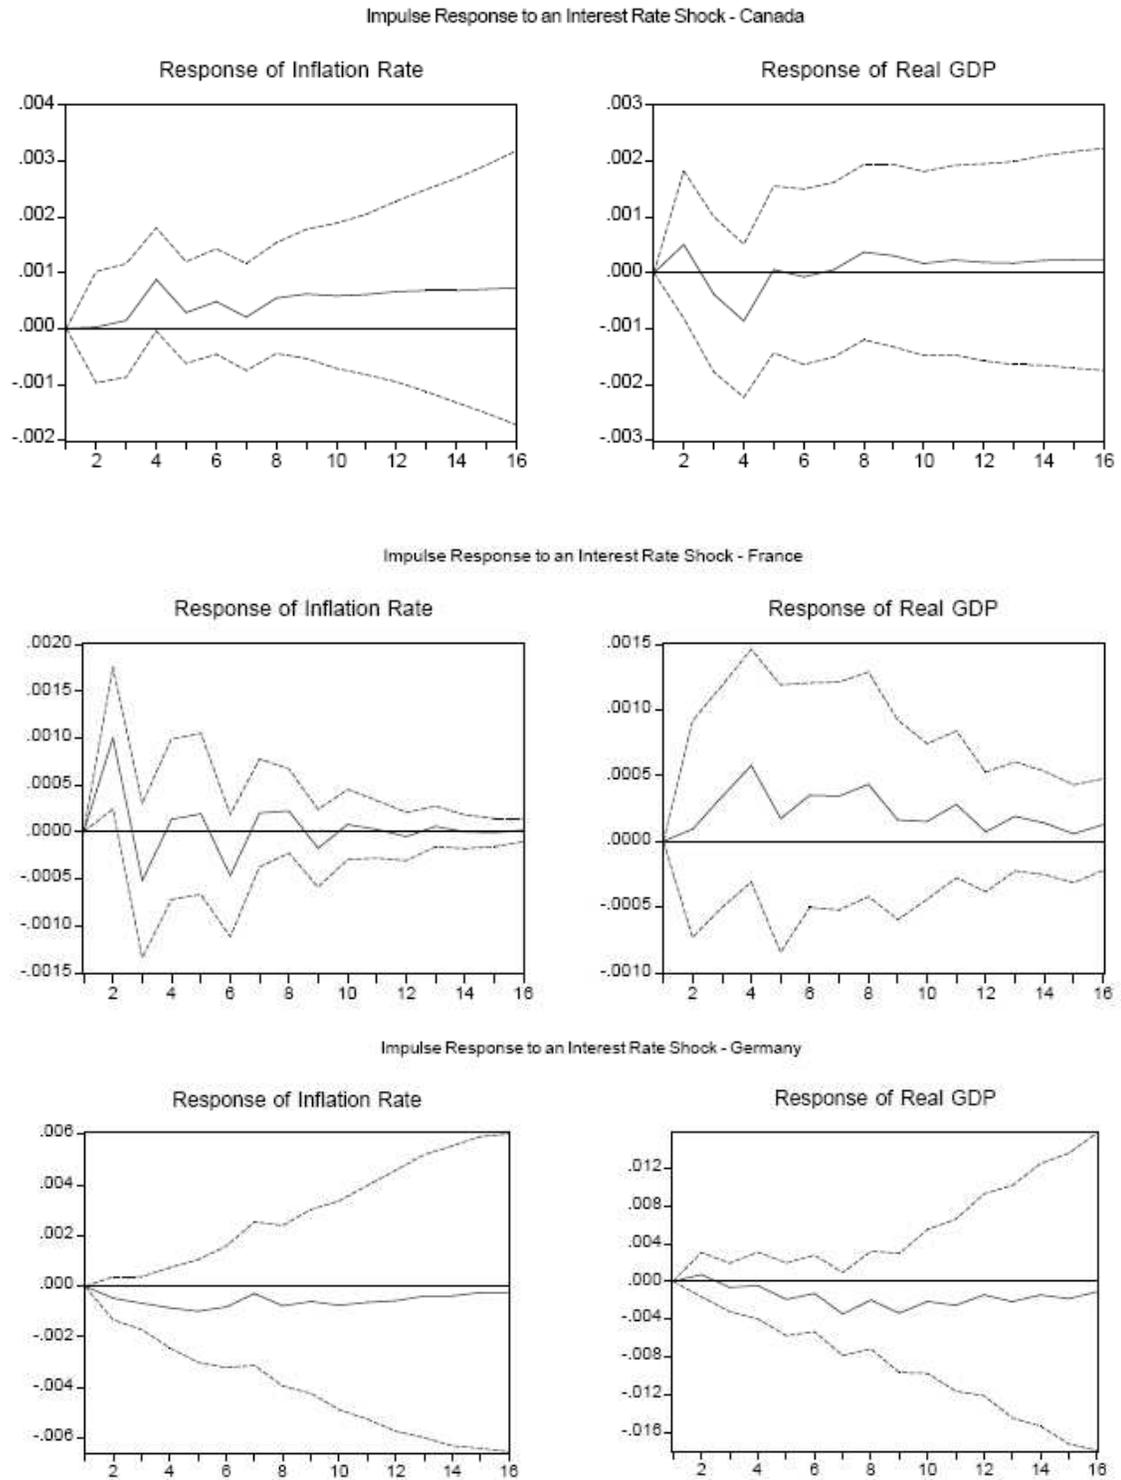 Impulse Response to an Interest Rate Shock - Canada
Response of Inflation Rate
Response of Real GDP
.004
.003
.002
.001
.000
-.001
-.002
2 4 6 8 10 12 14 16
.003
.002
.001
.000
-.001
-.002
-.003
2 4 6 8 10 12 14 16
Impulse Response to an Interest Rate Shock - France
Response of Inflation Rate
Response of Real GDP
.0020
.0015
.0010
.0005
.0000
-.0005
-.0010
-.0015
2 4 6 8 10 12 14 16
.0015
.0010
.0005
.0000
-.0005
-.0010
2 4 6 8 10 12 14 16
Impulse Response to an Interest Rate Shock - Germany
Response of Inflation Rate
Response of Real GDP
.006
.004
.002
.000
-.002
-.004
-.006
2 4 6 8 10 12 14 16
.012
.008
.004
.000
-.004
-.008
-.012
-.016
2 4 6 8 10 12 14 16